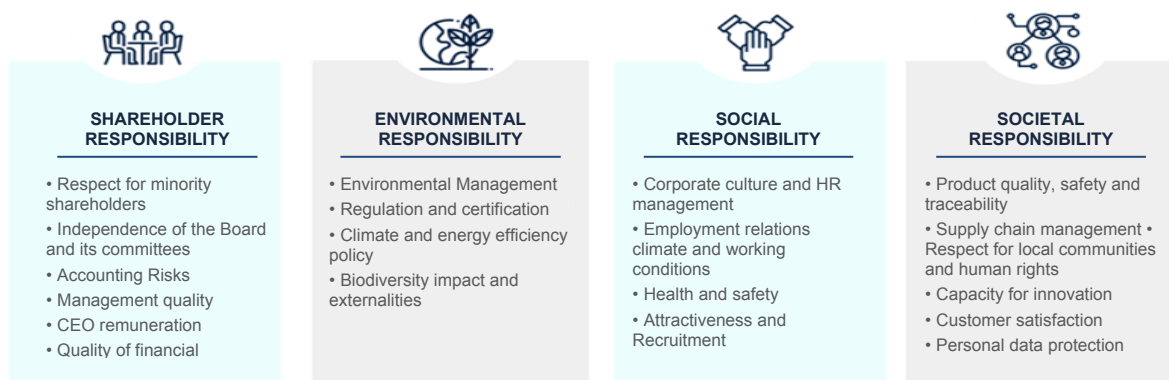 SHAREHOLDER
RESPONSIBILITY
• Respect for minority
shareholders
• Independence of the Board
and its committees
• Accounting Risks
• Management quality
• CEO remuneration
• Quality of financial
ENVIRONMENTAL
RESPONSIBILITY
• Environmental Management
• Regulation and certification
• Climate and energy efficiency
policy
• Biodiversity impact and
externalities
SOCIAL
RESPONSIBILITY
• Corporate culture and HR
management
• Employment relations
climate and working
conditions
• Health and safety
• Attractiveness and
Recruitment
SOCIETAL
RESPONSIBILITY
• Product quality, safety and
traceability
• Supply chain management •
Respect for local communities
and human rights
• Capacity for innovation
• Customer satisfaction
• Personal data protection